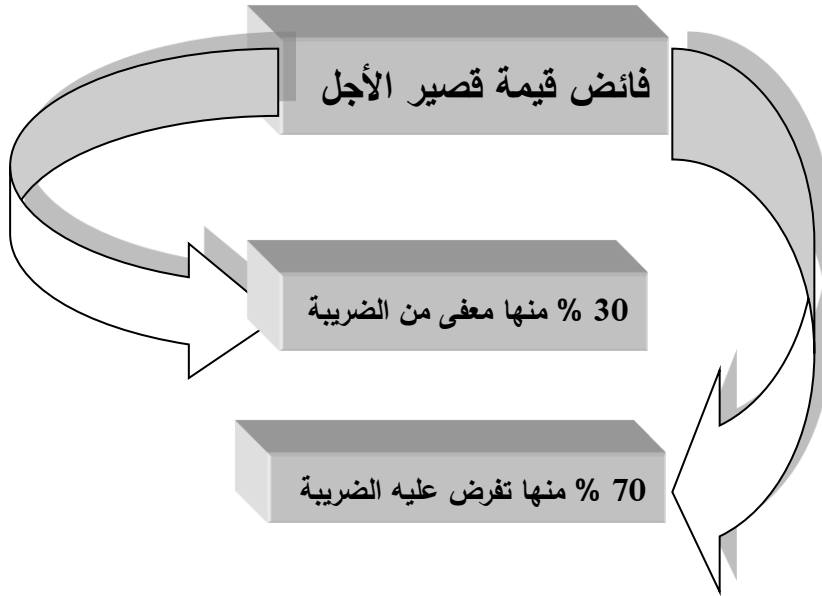 فائض قيمة قصير الأجل
30 % منها معفى من الضريبة
70 % منها تفرض عليه الضريبة